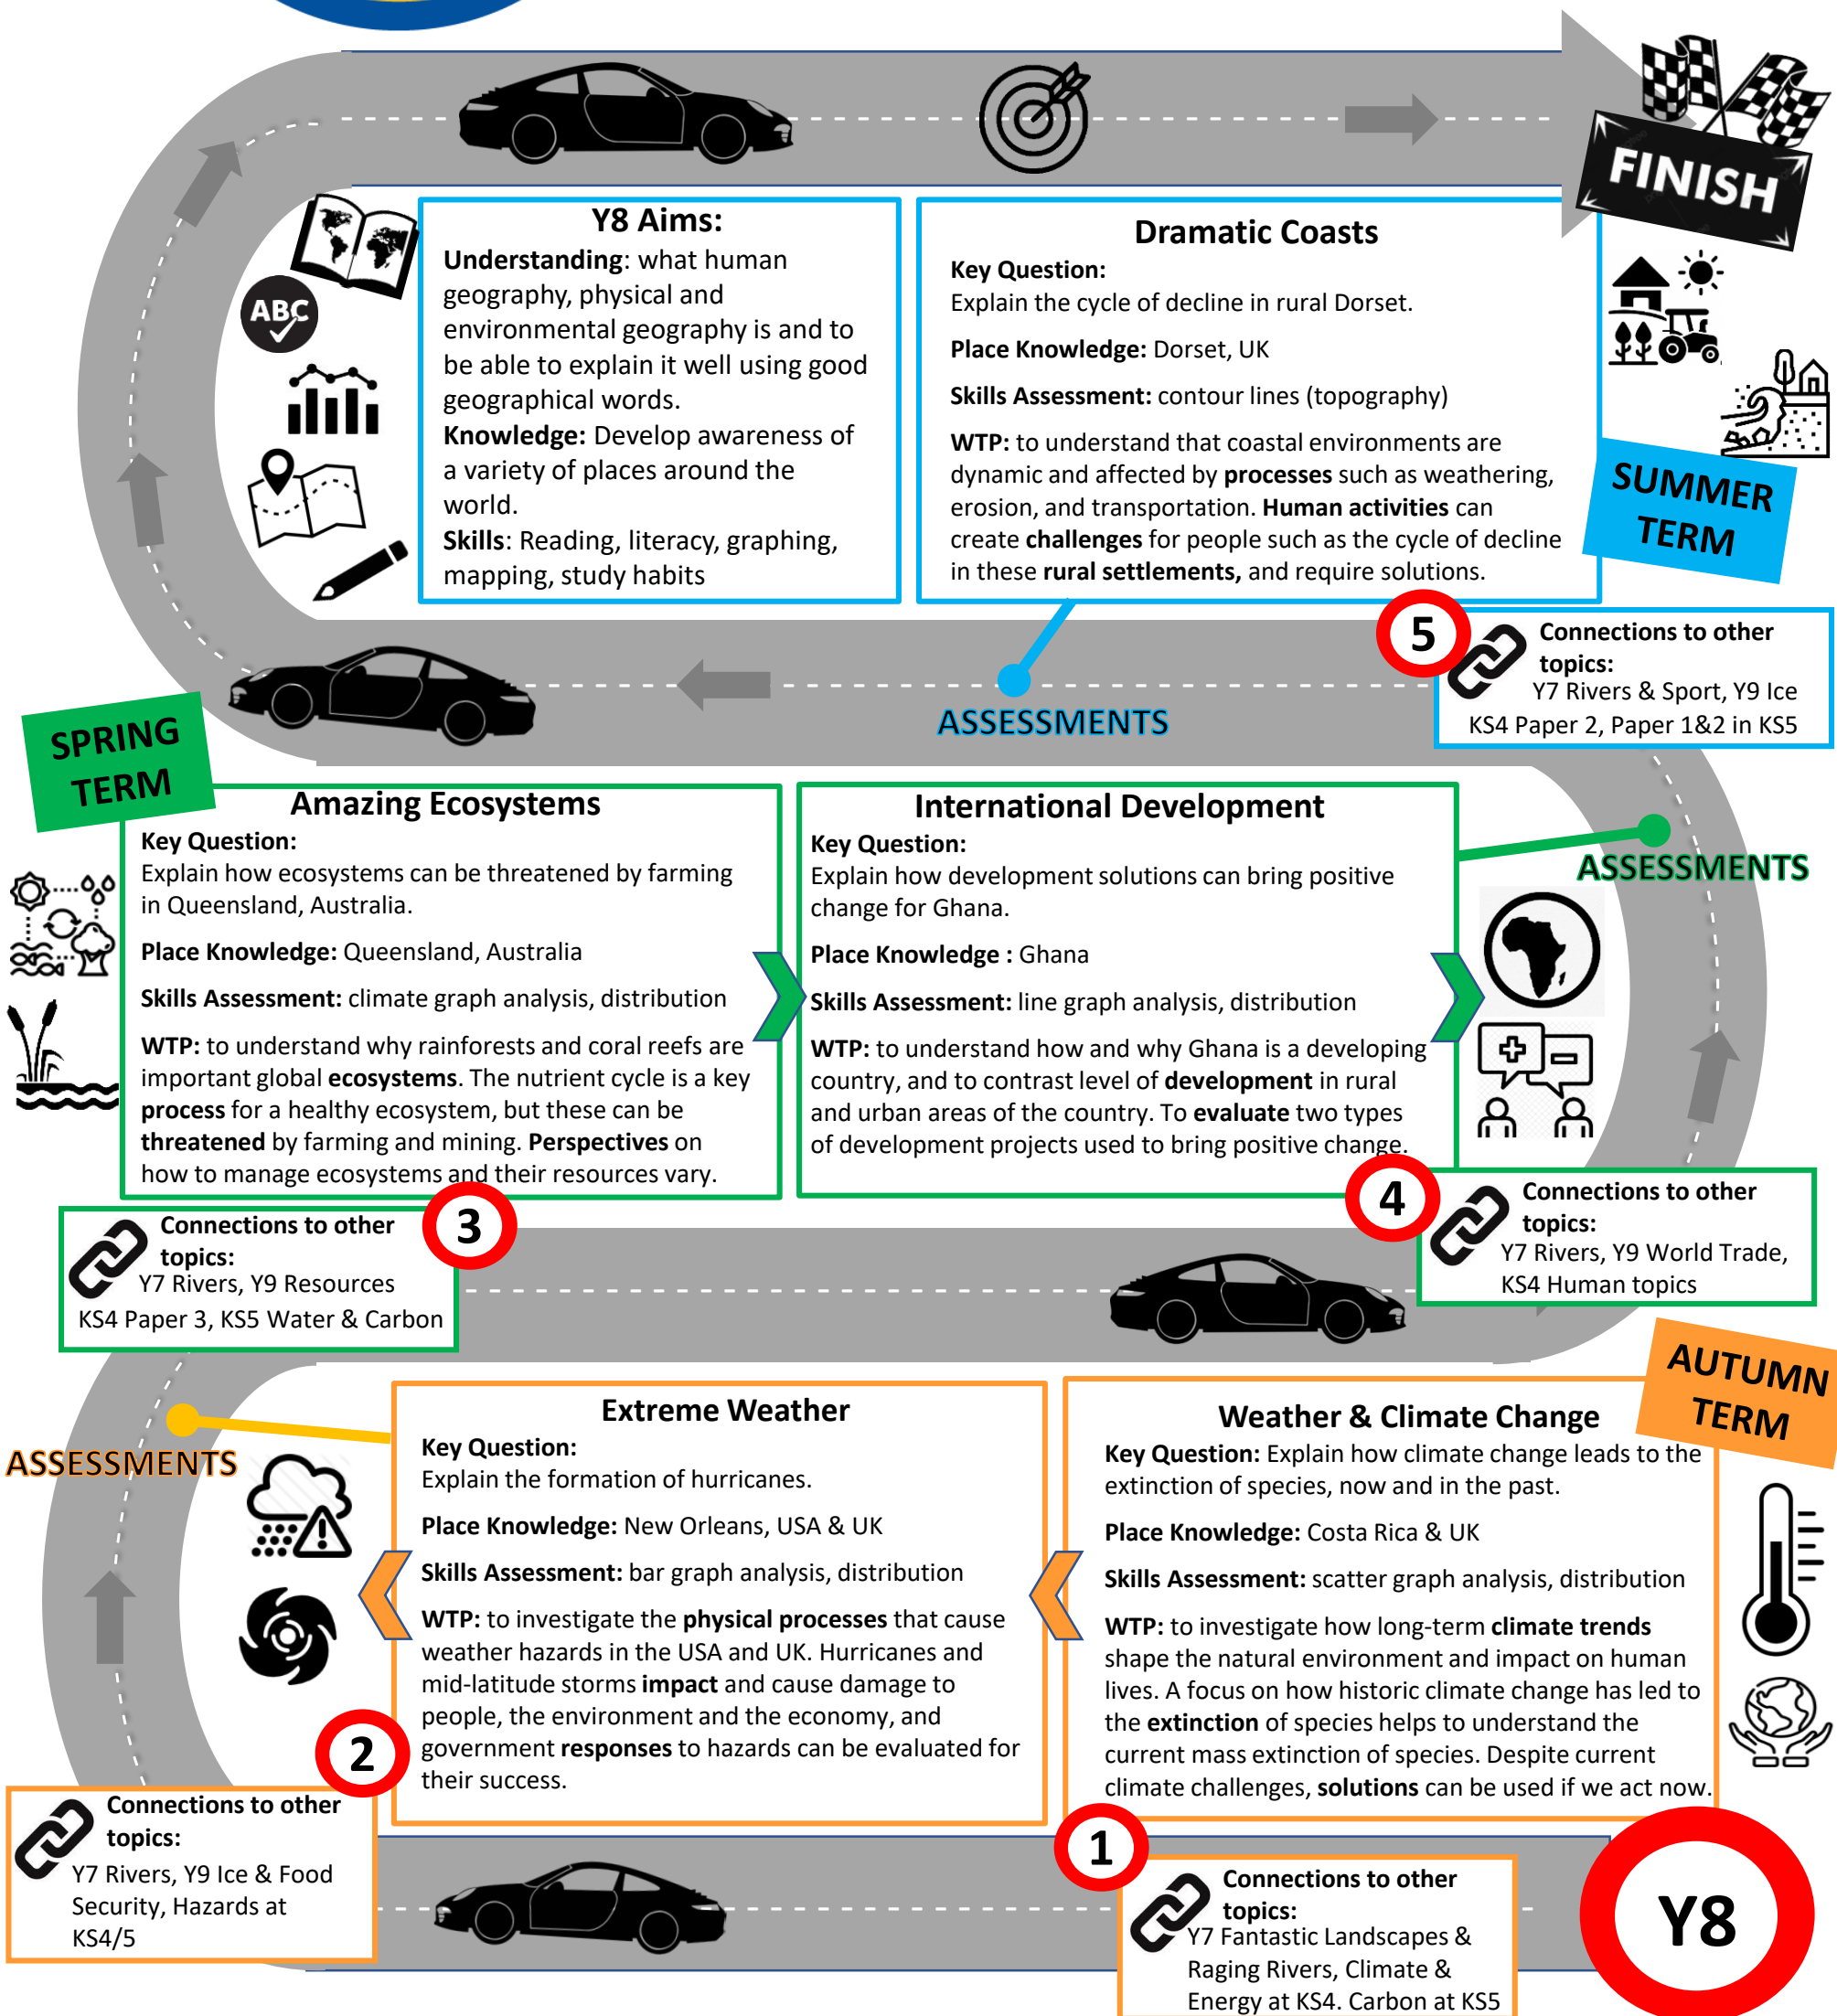 FINISH
Y8 Aims:
Understanding: what human
geography, physical and
environmental geography is and to
be able to explain it well using good
geographical words.
Knowledge: Develop awareness of
a variety of places around the
world.
Skills: Reading, literacy, graphing,
mapping, study habits
ABC
Dramatic Coasts
Key Question:
Explain the cycle of decline in rural Dorset.
Place Knowledge: Dorset, UK
Skills Assessment: contour lines (topography)
WTP: to understand that coastal environments are
dynamic and affected by processes such as weathering,
erosion, and transportation. Human activities can
create challenges for people such as the cycle of decline
in these rural settlements, and require solutions.
SUMMER
TERM
5
Connections to other
topics:
Y7 Rivers & Sport, Y9 Ice
KS4 Paper 2, Paper 1&2 in KS5
ASSESSMENTS
SPRING
TERM
Amazing Ecosystems
Key Question:
Explain how ecosystems can be threatened by farming
in Queensland, Australia.
Place Knowledge: Queensland, Australia
Skills Assessment: climate graph analysis, distribution
WTP: to understand why rainforests and coral reefs are
important global ecosystems. The nutrient cycle is a key
process for a healthy ecosystem, but these can be
threatened by farming and mining. Perspectives on
how to manage ecosystems and their resources vary.
International Development
Key Question:
Explain how development solutions can bring positive
change for Ghana.
Place Knowledge : Ghana
Skills Assessment: line graph analysis, distribution
WTP: to understand how and why Ghana is a developing
country, and to contrast level of development in rural
and urban areas of the country. To evaluate two types
of development projects used to bring positive change.
ASSESSMENTS
3
Connections to other
topics:
Y7 Rivers, Y9 Resources
KS4 Paper 3, KS5 Water & Carbon
4
Connections to other
topics:
Y7 Rivers, Y9 World Trade,
KS4 Human topics
AUTUMN
TERM
ASSESSMENTS
Extreme Weather
Key Question:
Explain the formation of hurricanes.
Place Knowledge: New Orleans, USA & UK
Skills Assessment: bar graph analysis, distribution
WTP: to investigate the physical processes that cause
weather hazards in the USA and UK. Hurricanes and
mid-latitude storms impact and cause damage to
people, the environment and the economy, and
government responses to hazards can be evaluated for
their success.
Weather & Climate Change
Key Question: Explain how climate change leads to the
extinction of species, now and in the past.
Place Knowledge: Costa Rica & UK
Skills Assessment: scatter graph analysis, distribution
WTP: to investigate how long-term climate trends
shape the natural environment and impact on human
lives. A focus on how historic climate change has led to
the extinction of species helps to understand the
current mass extinction of species. Despite current
climate challenges, solutions can be used if we act now.
2
Connections to other
topics:
Y7 Rivers, Y9 Ice & Food
Security, Hazards at
KS4/5
1
Connections to other
topics:
Y7 Fantastic Landscapes &
Raging Rivers, Climate &
Energy at KS4. Carbon at KS5
Y8